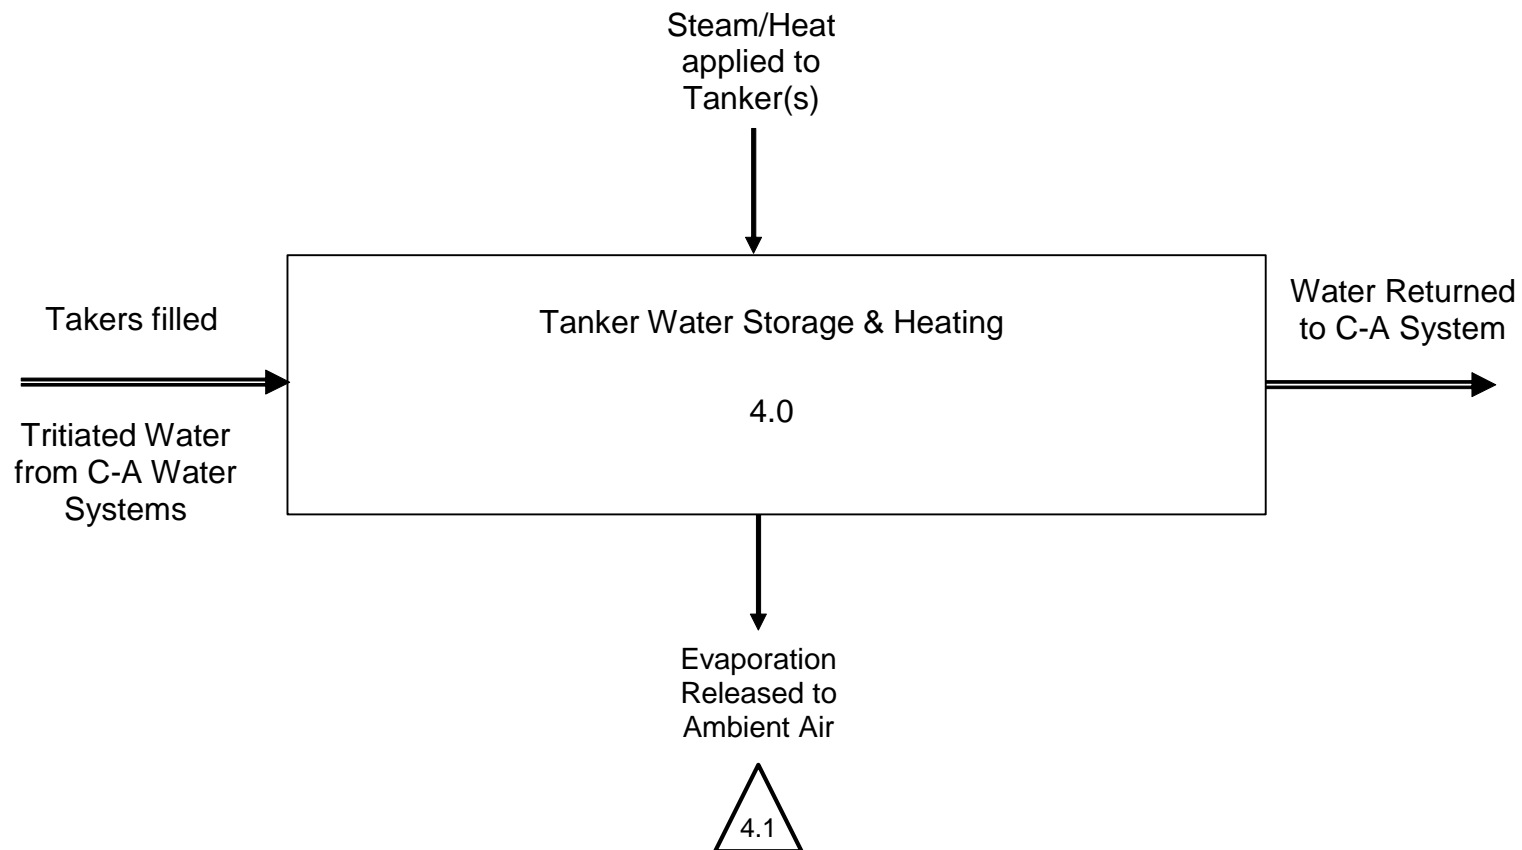 Steam/Heat
applied to
Tanker(s)
Takers filled
Tritiated Water
from C-A Water
Systems
Tanker Water Storage & Heating
4.0
Water Returned
to C-A System
Evaporation
Released to
Ambient Air
4.1